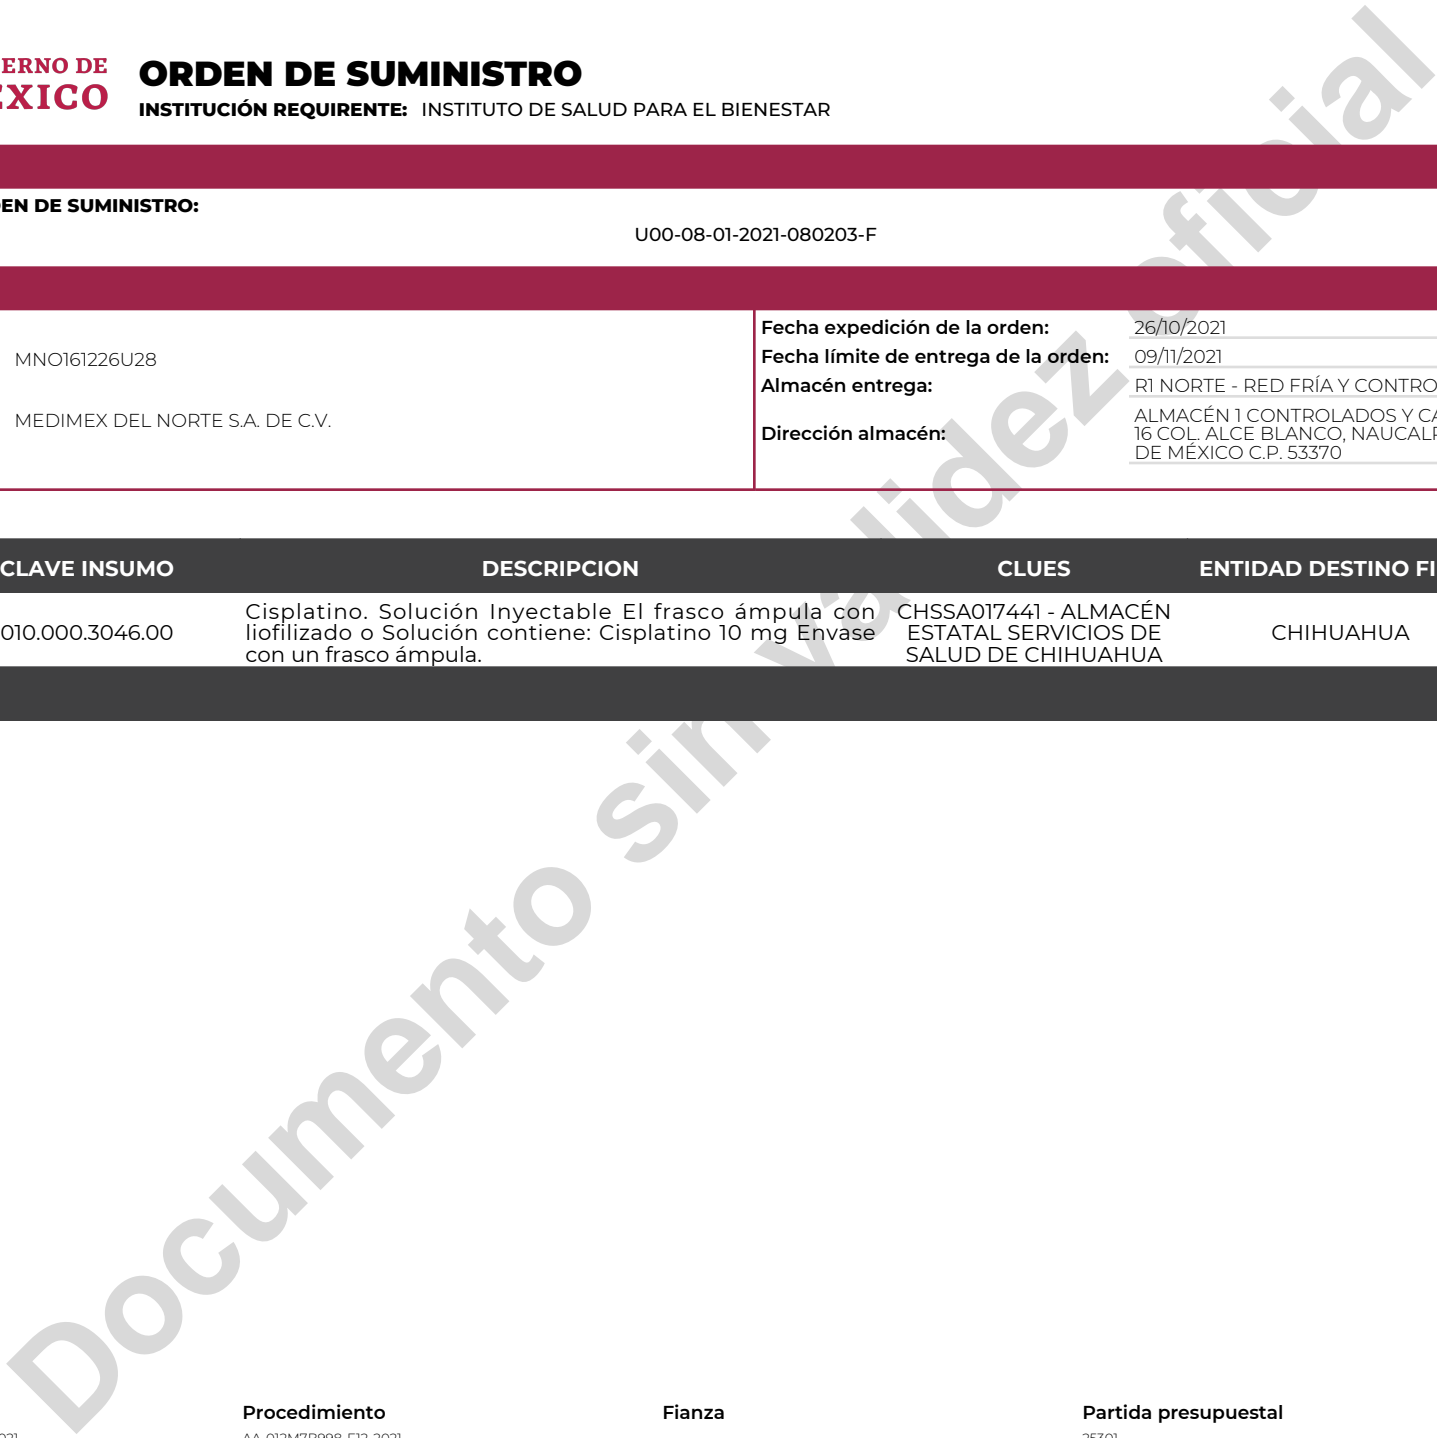 ERNO DE
ÉXICO
ORDEN DE SUMINISTRO
INSTITUCIÓN REQUIRENTE: INSTITUTO DE SALUD PARA EL BIENESTAR
EN DE SUMINISTRO:
U00-08-01-2021-080203-F
MNO161226U28
MEDIMEX DEL NORTE S.A. DE C.V.
Fecha expedición de la orden: 26/10/2021
Fecha límite de entrega de la orden: 09/11/2021
Almacén entrega: R1 NORTE - RED FRÍA Y CONTRO
Dirección almacén: ALMACÉN 1 CONTROLADOS Y CA
16 COL. ALCE BLANCO, NAUCALP
DE MÉXICO C.P. 53370
CLAVE INSUMO DESCRIPCION CLUES ENTIDAD DESTINO FI
010.000.3046.00
Cisplatino. Solución Inyectable El frasco ámpula con
liofilizado o Solución contiene: Cisplatino 10 mg Envase
con un frasco ámpula.
CHSSA017441 - ALMACÉN
ESTATAL SERVICIOS DE
SALUD DE CHIHUAHUA
CHIHUAHUA
Documento sin validez oficial
Procedimiento Fianza Partida presupuestal